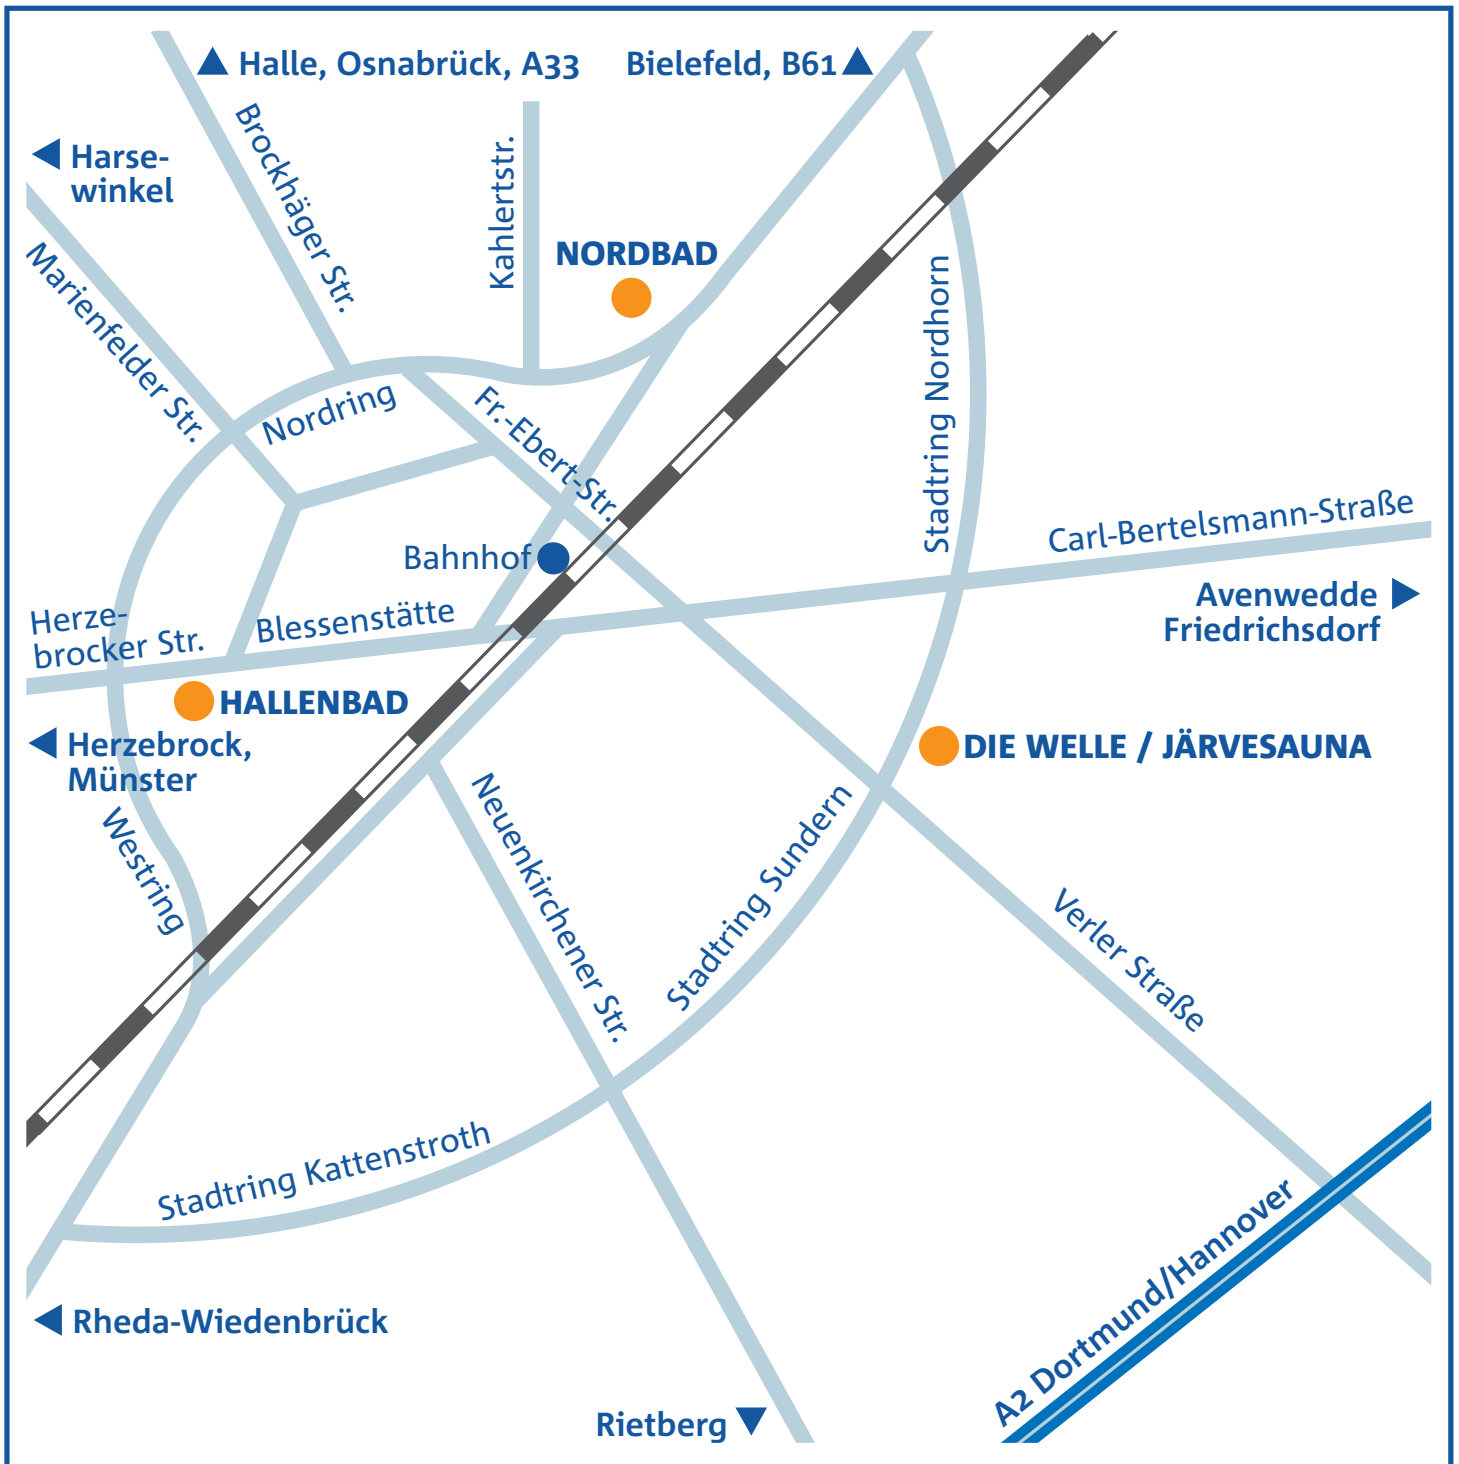 Halle, Osnabrück, A33
Bielefeld, B61
Harse-
winkel
Brockhäger Str.
Kahlertstr.
NORDBAD
Marienfelder Str.
Nordring
Fr.-Ebert-Str.
Stadtring Nordhorn
Carl-Bertelsmann-Straße
Bahnhof
Avenwedde
Friedrichsdorf
Herze-
brocker Str.
Blessenstätte
HALLENBAD
Herzebrock,
Münster
DIE WELLE / JÄRVESAUNA
Westring
Neuenkirchener Str.
Stadtring Sundern
Verler Straße
Stadtring Kattenstroth
A2 Dortmund/Hannover
Rheda-Wiedenbrück
Rietberg